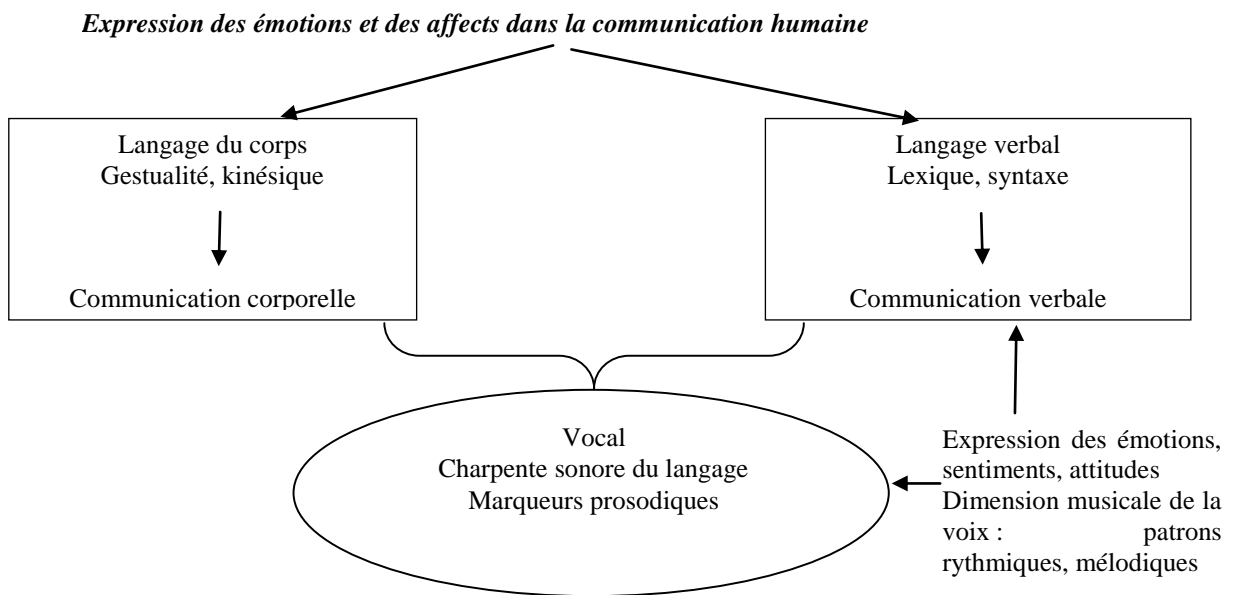 Expression des émotions et des affects dans la communication humaine
Langage du corps
Gestualité, kinésique
Communication corporelle
Langage verbal
Lexique, syntaxe
Communication verbale
Vocal
Charpente sonore du langage
Marqueurs prosodiques
Expression des émotions,
sentiments, attitudes
Dimension musicale de la
voix : patrons
rythmiques, mélodiques